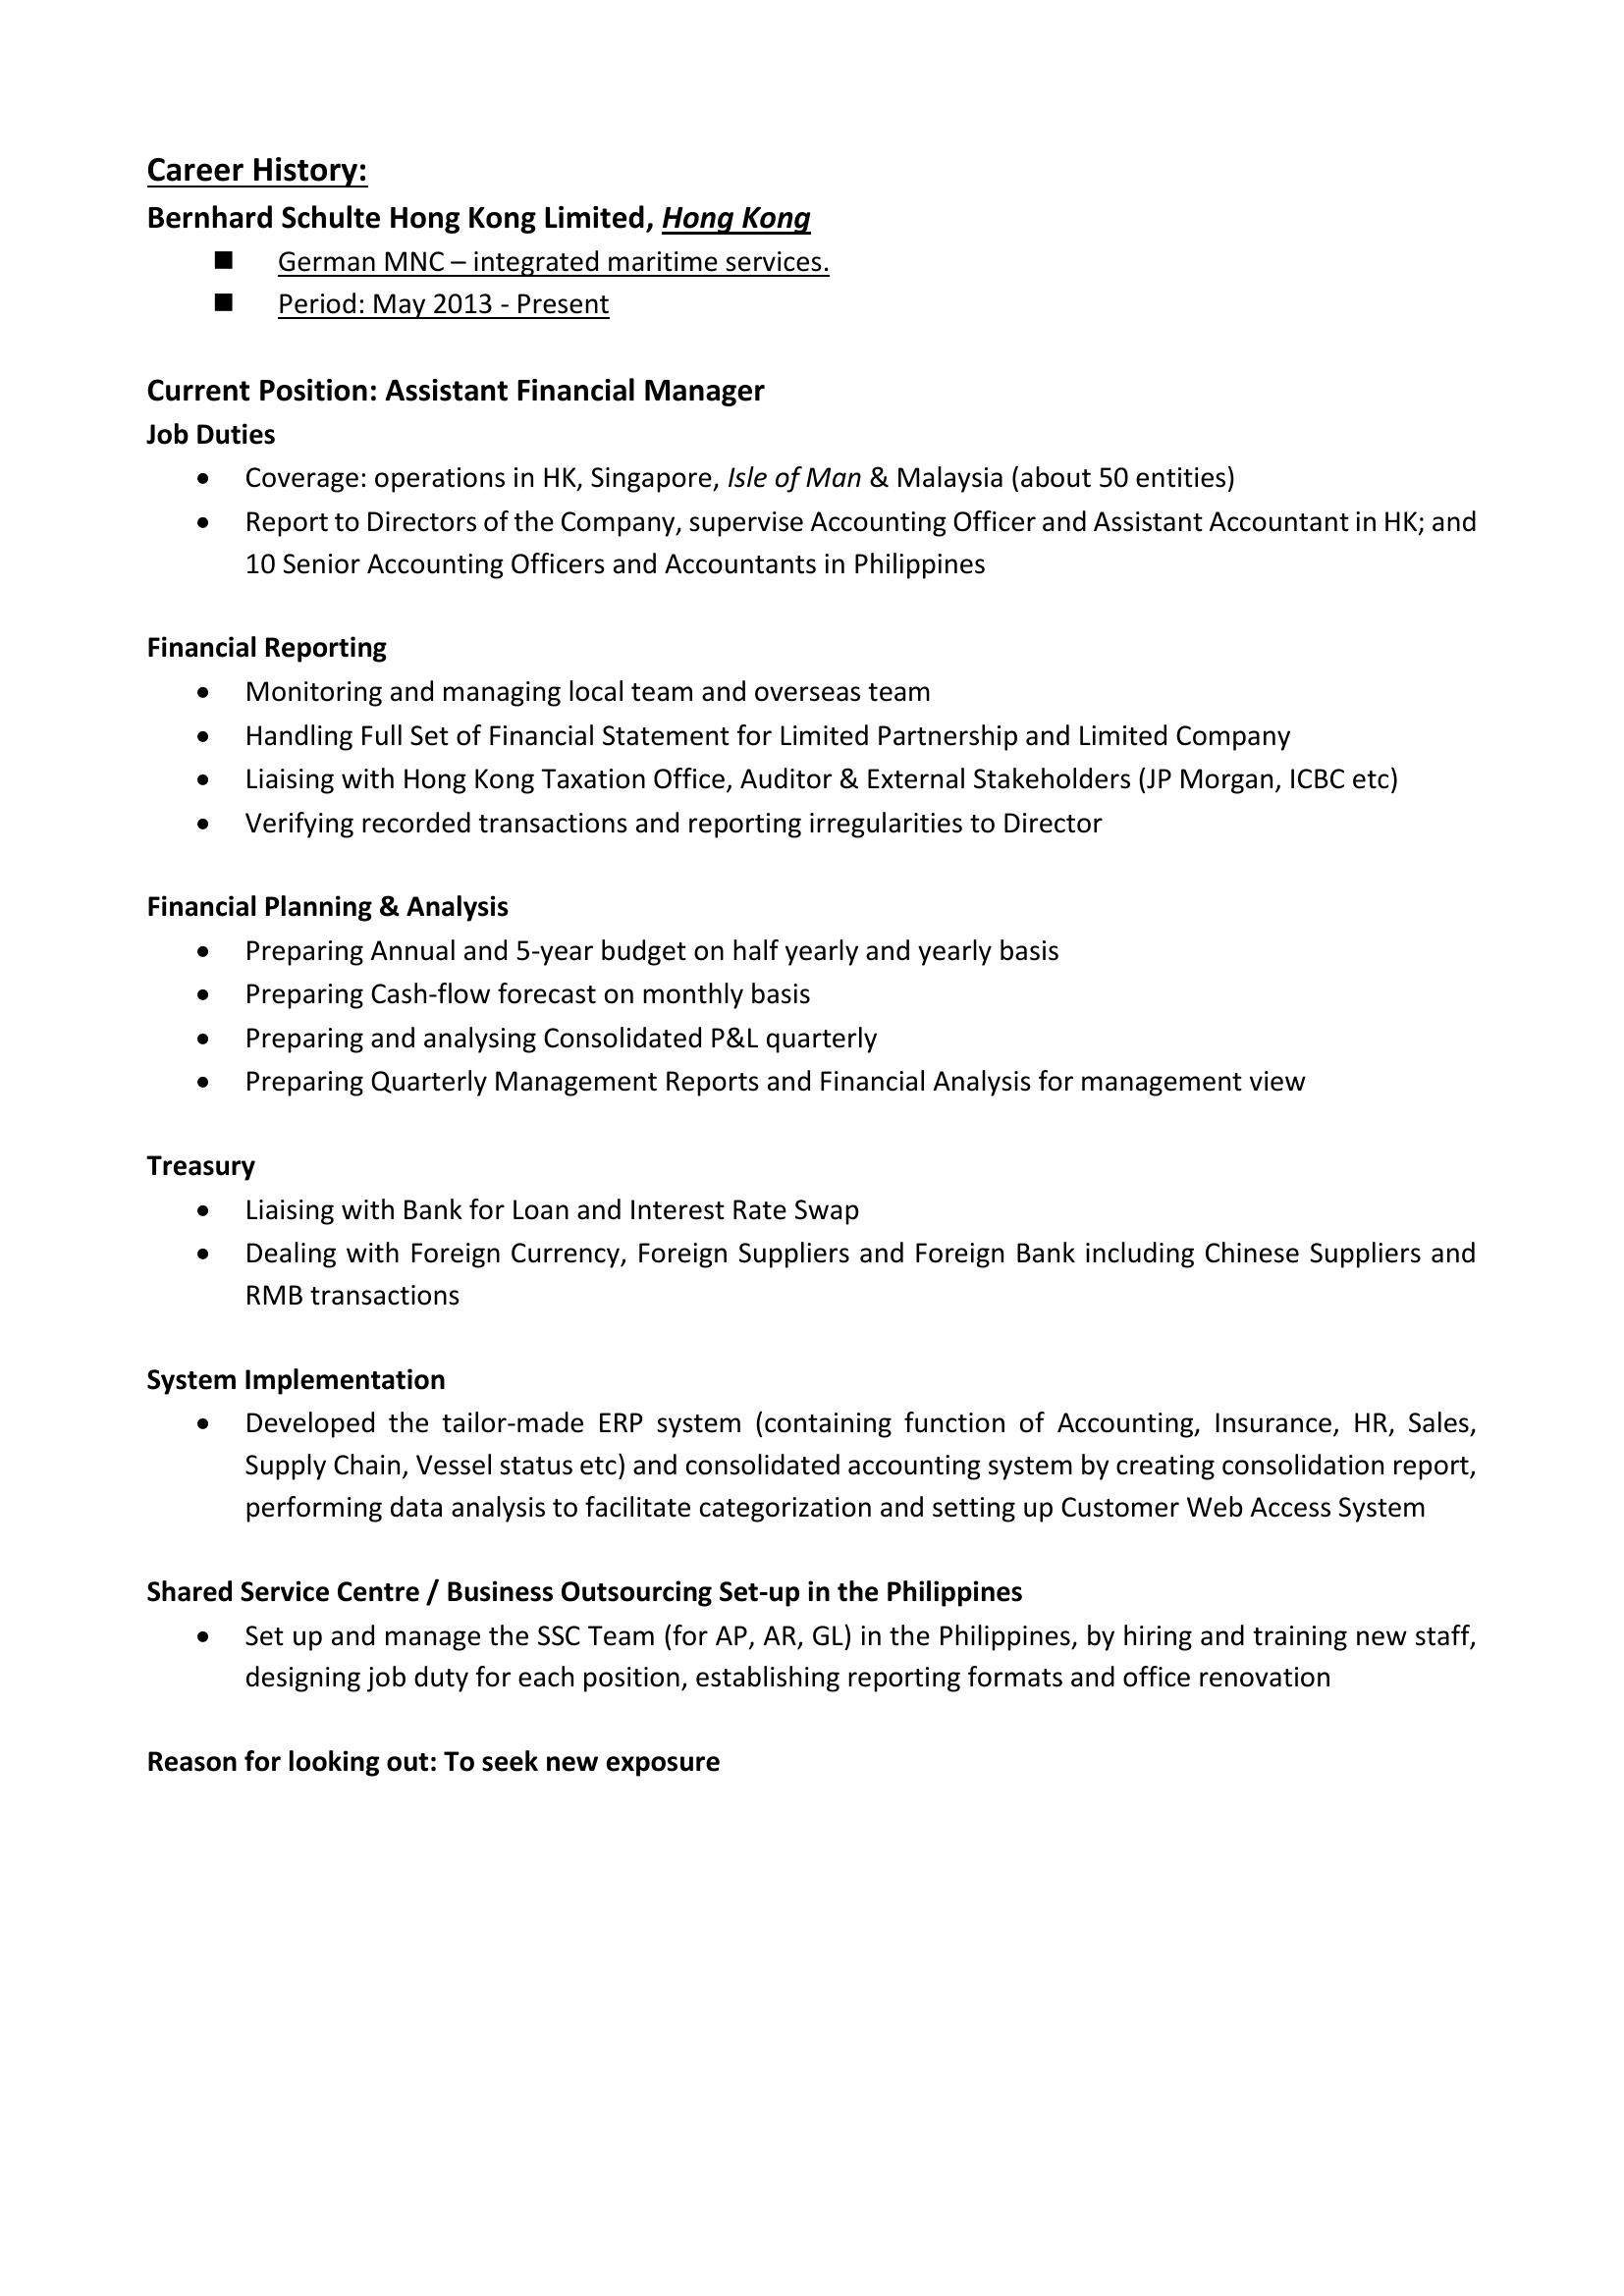 Career History:
Bernhard Schulte Hong Kong Limited, Hong Kong
■ German MNC – integrated maritime services.
■ Period: May 2013 - Present
Current Position: Assistant Financial Manager
Job Duties
• Coverage: operations in HK, Singapore, Isle of Man & Malaysia (about 50 entities)
• Report to Directors of the Company, supervise Accounting Officer and Assistant Accountant in HK; and
10 Senior Accounting Officers and Accountants in Philippines
Financial Reporting
• Monitoring and managing local team and overseas team
• Handling Full Set of Financial Statement for Limited Partnership and Limited Company
• Liaising with Hong Kong Taxation Office, Auditor & External Stakeholders (JP Morgan, ICBC etc)
• Verifying recorded transactions and reporting irregularities to Director
Financial Planning & Analysis
• Preparing Annual and 5-year budget on half yearly and yearly basis
• Preparing Cash-flow forecast on monthly basis
• Preparing and analysing Consolidated P&L quarterly
• Preparing Quarterly Management Reports and Financial Analysis for management view
Treasury
• Liaising with Bank for Loan and Interest Rate Swap
• Dealing with Foreign Currency, Foreign Suppliers and Foreign Bank including Chinese Suppliers and
RMB transactions
System Implementation
• Developed the tailor-made ERP system (containing function of Accounting, Insurance, HR, Sales,
Supply Chain, Vessel status etc) and consolidated accounting system by creating consolidation report,
performing data analysis to facilitate categorization and setting up Customer Web Access System
Shared Service Centre / Business Outsourcing Set-up in the Philippines
• Set up and manage the SSC Team (for AP, AR, GL) in the Philippines, by hiring and training new staff,
designing job duty for each position, establishing reporting formats and office renovation
Reason for looking out: To seek new exposure